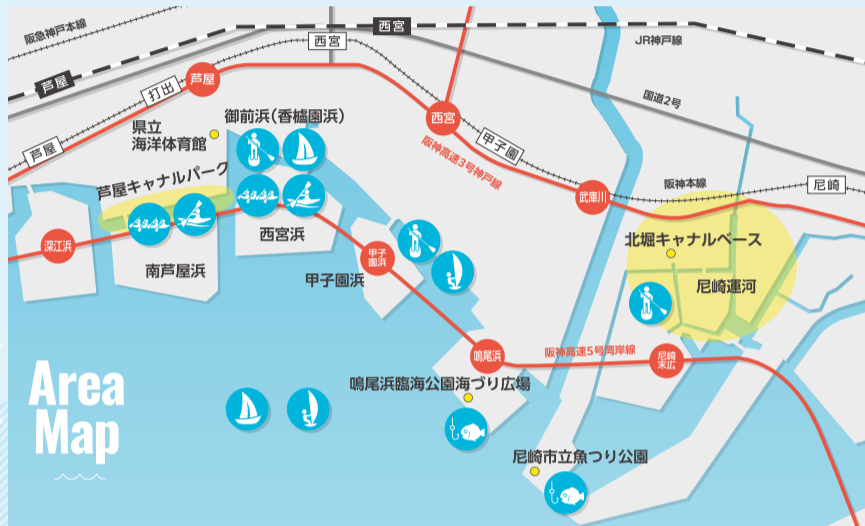 阪急神戸本線
西宮
JR神戸線
西宮
芦屋
打出
芦屋
国道2号
御前浜（香櫨園浜）
西宮
県立
海洋体育館
甲子園
芦屋
阪神高速3号神戸線
芦屋キャナルパーク
阪神本線
尼崎
武庫川
深江浜
西宮浜
北堀キャナルベース
甲子
園浜
南芦屋浜
甲子園浜
尼崎運河
鳴尾浜
阪神高速5号湾岸線
尼崎
末広
Area
Map
鳴尾浜臨海公園海づり広場
尼崎市立魚つり公園